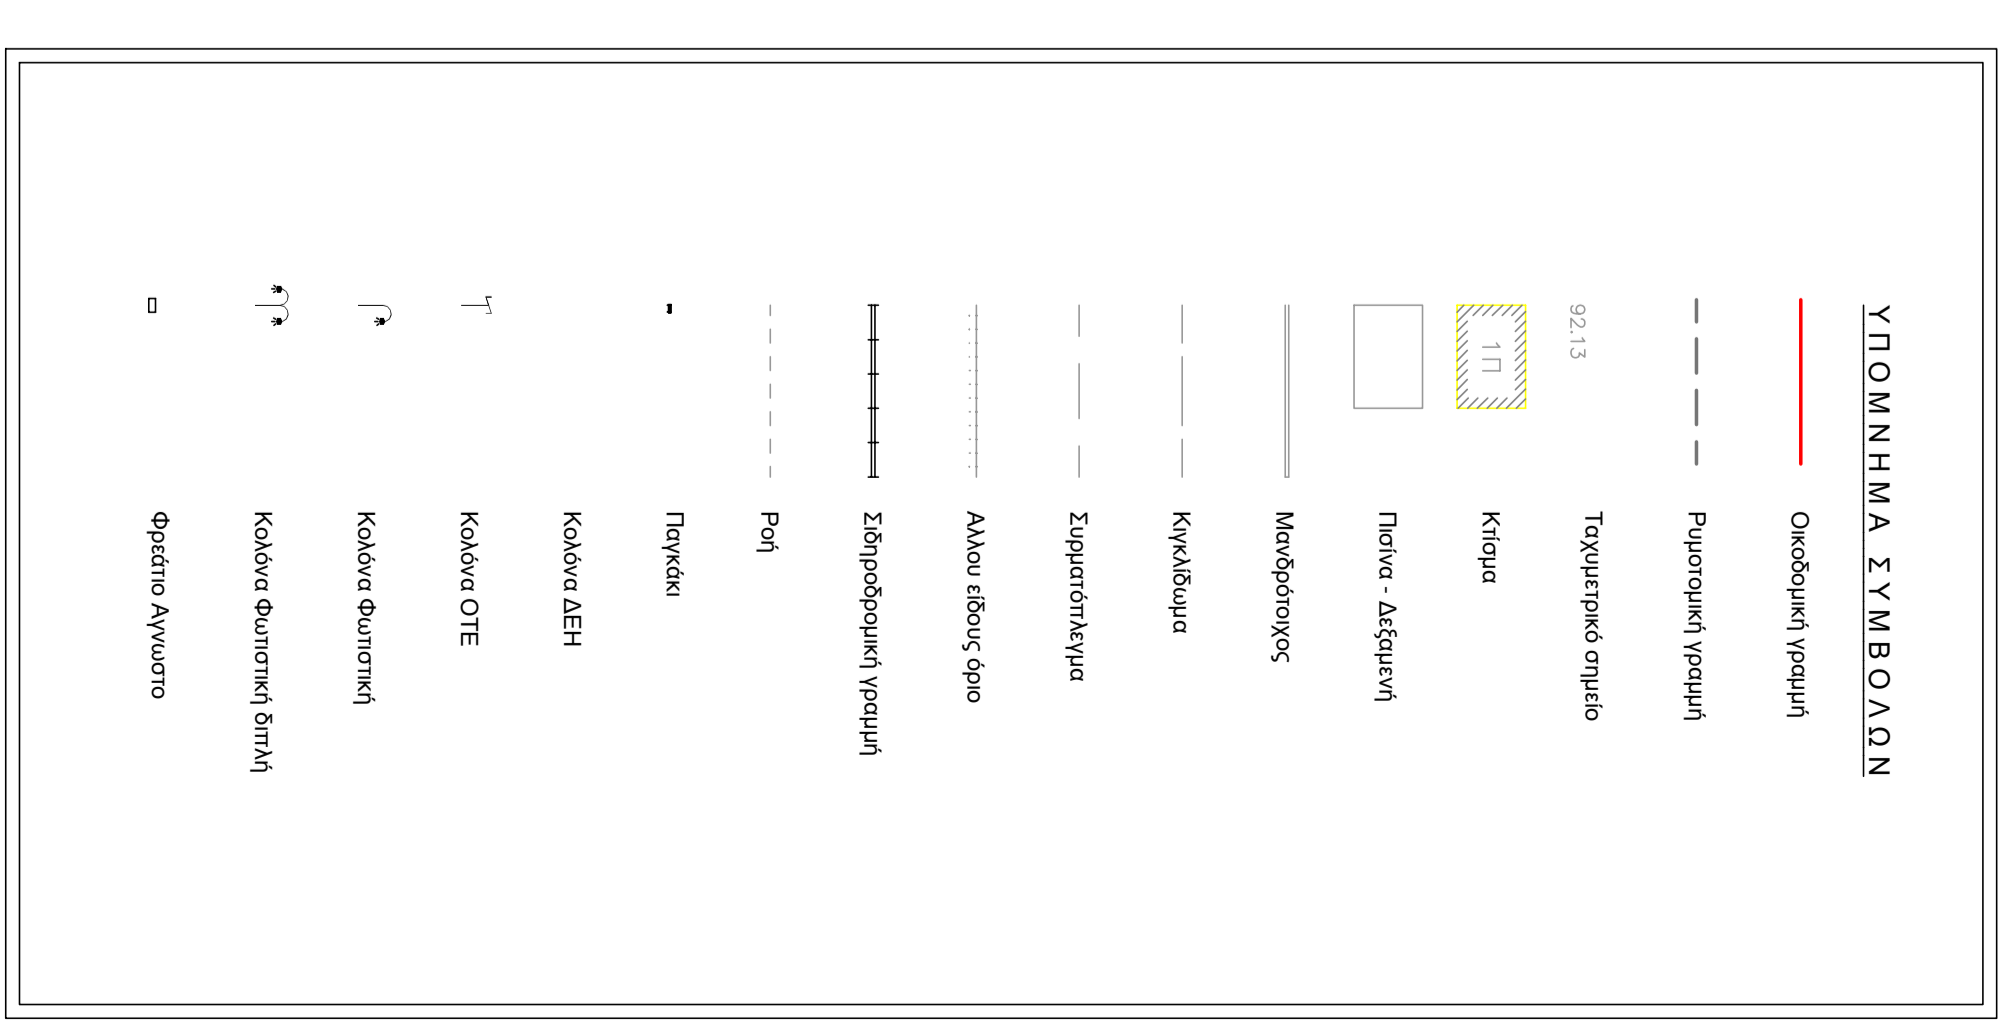 ΥΠΟΜΝΗΜΑ ΣΥΜΒΟΛΩΝ
Οικοδομική γραμμή
Ρυμοτομική γραμμή
92.13 Ταχυμετρικό σημείο
1Π Κτίσμα
Πισίνα - Δεξαμενή
Μανδρότοιχος
Κιγκλίδωμα
Συρματόπλεγμα
Αλλου είδους όριο
Σιδηροδρομική γραμμή
Ροή
Παγκάκι
Κολόνα ΔΕΗ
Κολόνα ΟΤΕ
Κολόνα Φωτιστική
Κολόνα Φωτιστική διπλή
Φρεάτιο Αγνωστο